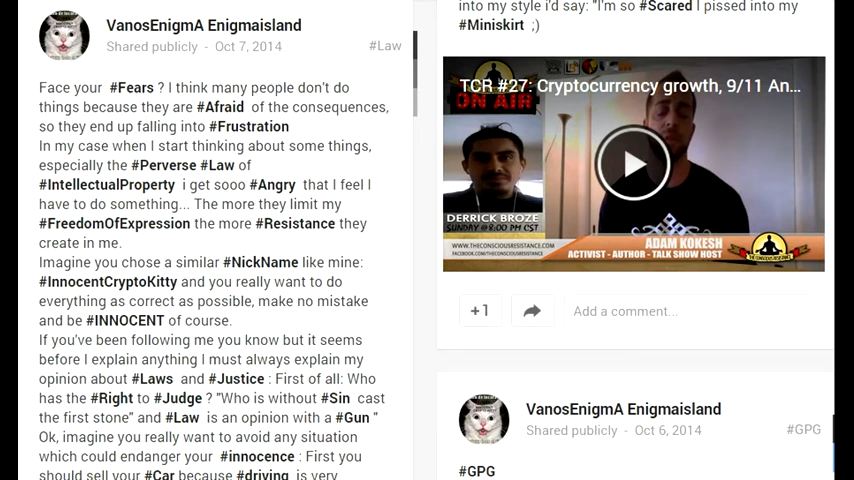 VanosEnigmA Enigmaisland
Shared publicly - Oct 7, 2014
#Law
Face your #Fears ? I think many people don't do
things because they are #Afraid of the consequences,
so they end up falling into #Frustration
In my case when I start thinking about some things,
especially the #Perverse #Law of
#IntellectualProperty i get sooo #Angry that I feel I
have to do something... The more they limit my
#FreedomOfExpression the more #Resistance they
create in me.
Imagine you chose a similar #NickName like mine:
#InnocentCryptoKitty and you really want to do
everything as correct as possible, make no mistake
and be #INNOCENT of course.
If you've been following me you know but it seems
before I explain anything I must always explain my
opinion about #Laws and #Justice : First of all: Who
has the #Right to #Judge ? "Who is without #Sin cast
the first stone" and #Law is an opinion with a #Gun "
Ok, imagine you really want to avoid any situation
which could endanger your #innocence : First you
should sell your #Car because #driving is very
into my style i'd say: "I'm so #Scared I pissed into my
#Miniskirt ;)
TCR #27: Cryptocurrency growth, 9/11 An...
ON AIR
DERRICK BROZE
SUNDAY @ 8:00 PM CST
WWW.THECONSCIOUSRESISTANCE.COM
FACEBOOK.COM/THECONSCIOUSRESISTANCE
ADAM KOKESH
ACTIVIST - AUTHOR - TALK SHOW HOST
+1
Add a comment...
VanosEnigmA Enigmaisland
Shared publicly - Oct 6, 2014
#GPG
#GPG